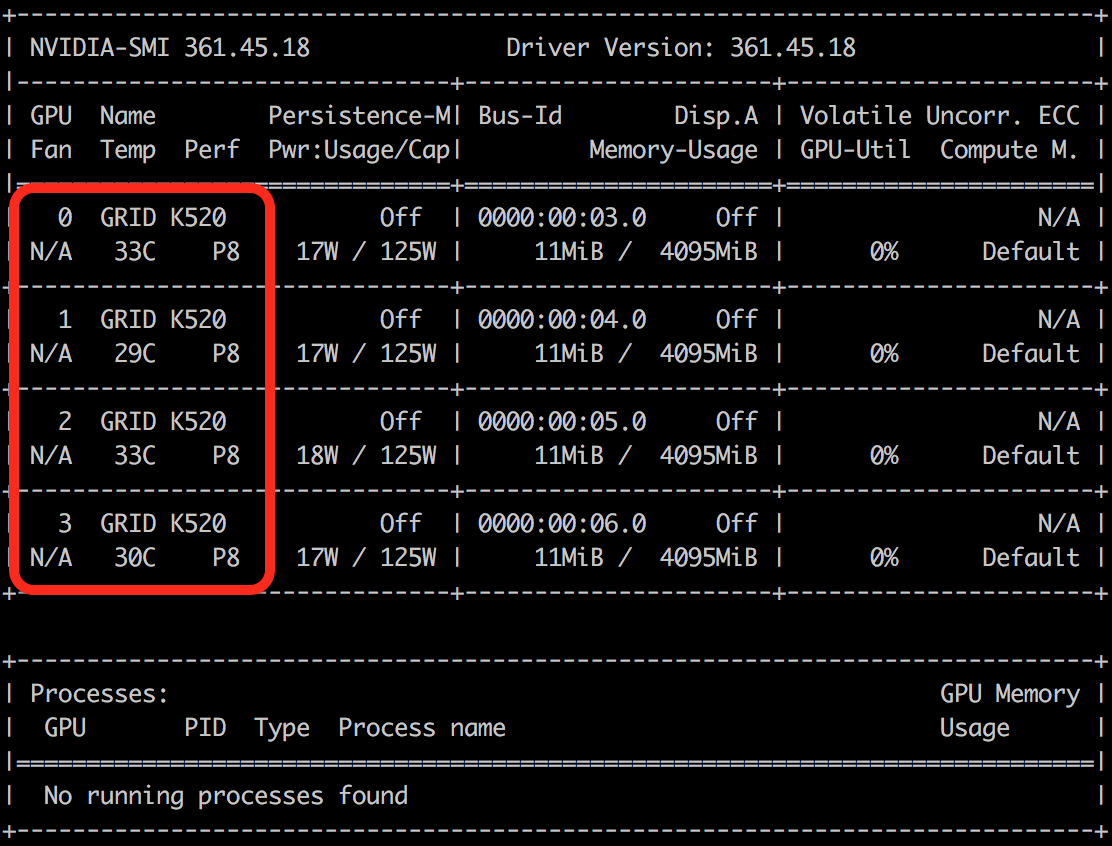 +-----------------------------------------------------------------------------+
| NVIDIA-SMI 361.45.18              Driver Version: 361.45.18                 |
|-------------------------------+----------------------+----------------------+
| GPU  Name        Persistence-M| Bus-Id        Disp.A | Volatile Uncorr. ECC |
| Fan  Temp  Perf  Pwr:Usage/Cap|         Memory-Usage | GPU-Util  Compute M. |
|===============================+======================+======================|
|   0  GRID K520           Off  | 0000:00:03.0     Off |                  N/A |
| N/A   33C    P8    17W / 125W |     11MiB /  4095MiB |      0%      Default |
+-------------------------------+----------------------+----------------------+
|   1  GRID K520           Off  | 0000:00:04.0     Off |                  N/A |
| N/A   29C    P8    17W / 125W |     11MiB /  4095MiB |      0%      Default |
+-------------------------------+----------------------+----------------------+
|   2  GRID K520           Off  | 0000:00:05.0     Off |                  N/A |
| N/A   33C    P8    18W / 125W |     11MiB /  4095MiB |      0%      Default |
+-------------------------------+----------------------+----------------------+
|   3  GRID K520           Off  | 0000:00:06.0     Off |                  N/A |
| N/A   30C    P8    17W / 125W |     11MiB /  4095MiB |      0%      Default |
+-------------------------------+----------------------+----------------------+

+-----------------------------------------------------------------------------+
| Processes:                                                       GPU Memory |
|  GPU       PID  Type  Process name                               Usage      |
|=============================================================================|
|  No running processes found                                                 |
+-----------------------------------------------------------------------------+